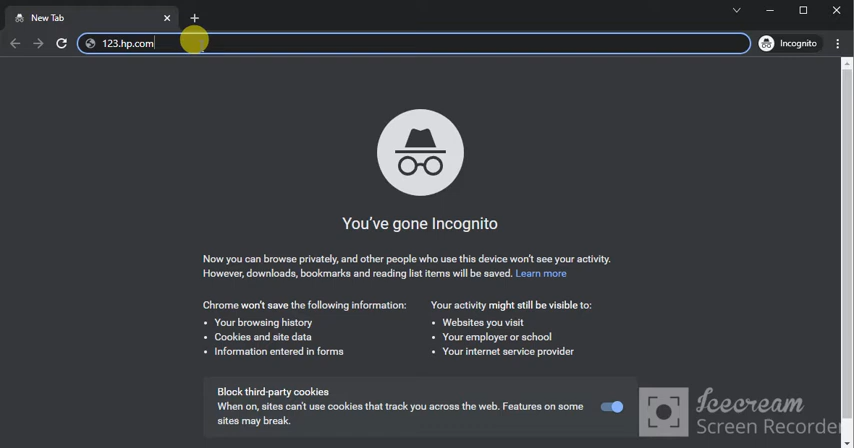 New Tab
123.hp.com
Incognito
You've gone Incognito
Now you can browse privately, and other people who use this device won't see your activity.
However, downloads, bookmarks and reading list items will be saved. Learn more
Chrome won't save the following information:
• Your browsing history
• Cookies and site data
• Information entered in forms
Your activity might still be visible to:
• Websites you visit
• Your employer or school
• Your internet service provider
Block third-party cookies
When on, sites can't use cookies that track you across the web. Features on some
sites may break.
Icecream
Screen Recorder